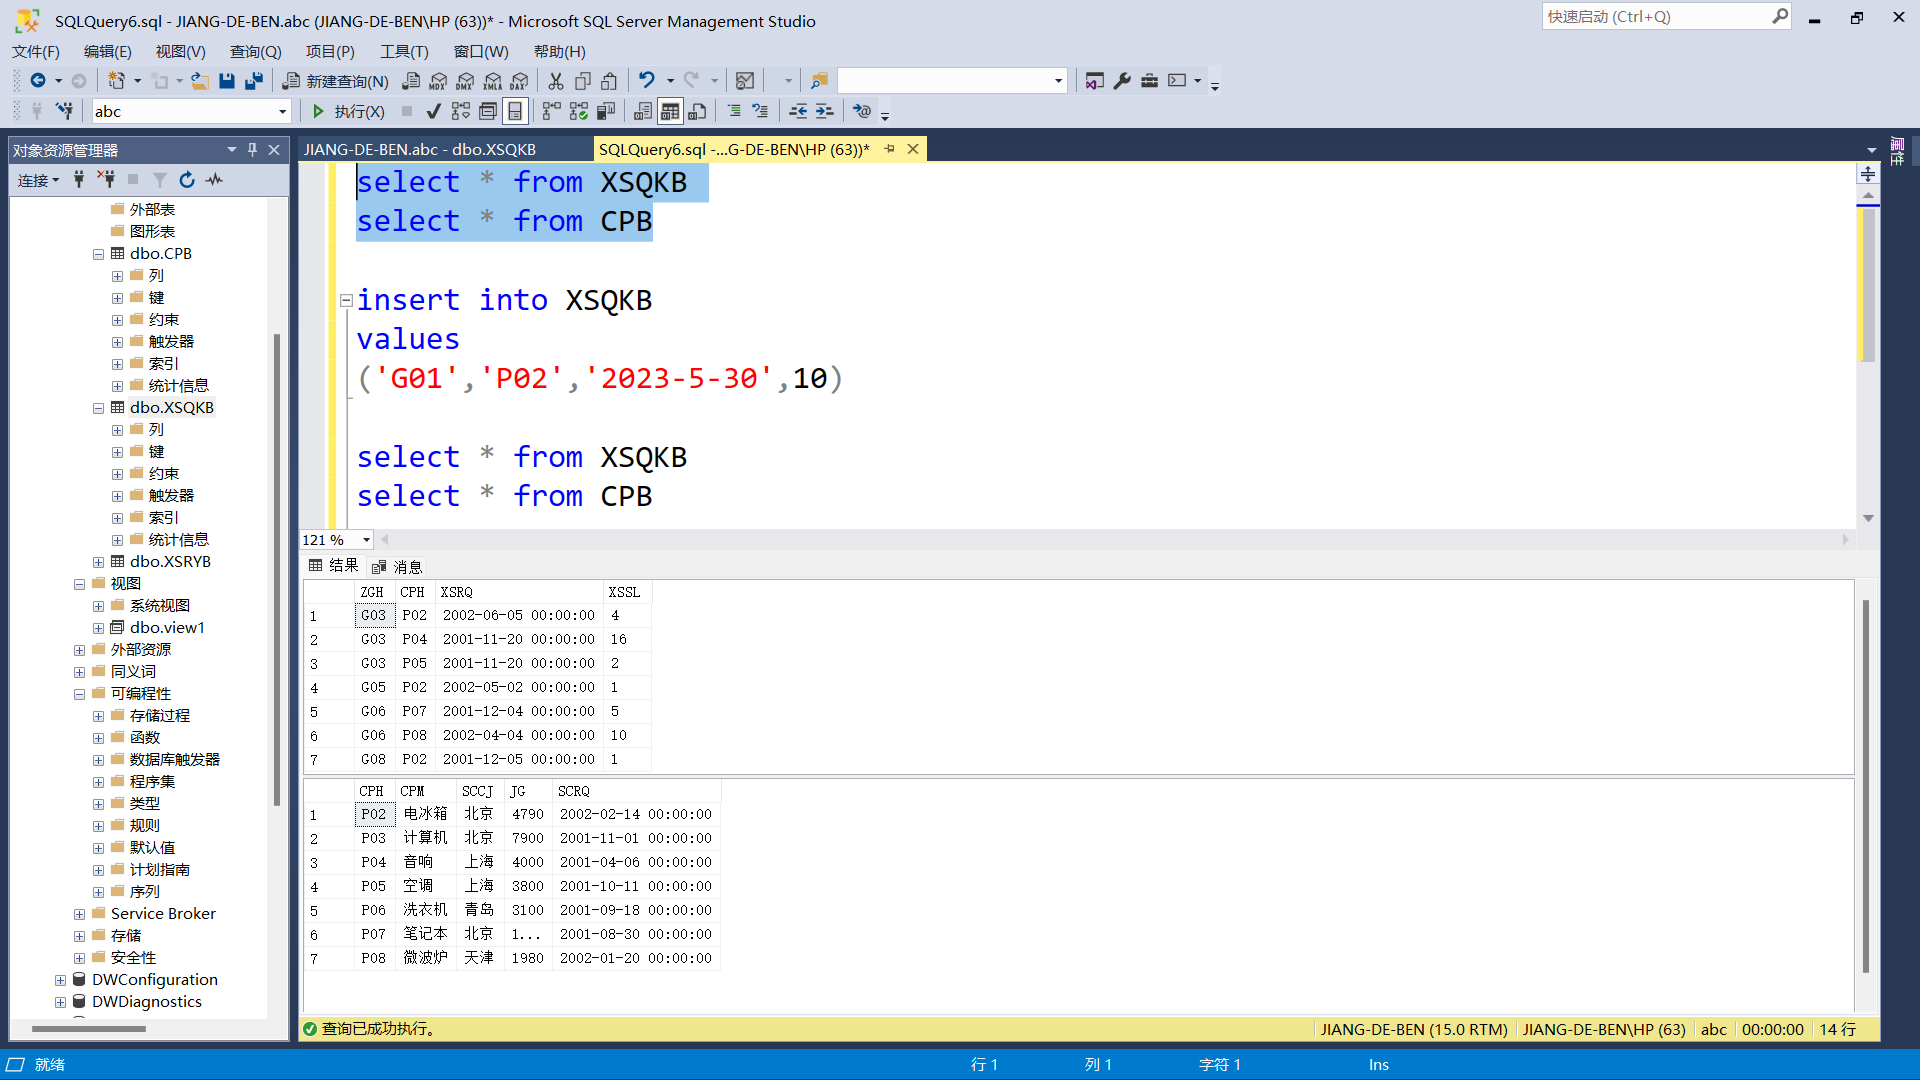 SQLQuery6.sql - JIANG-DE-BEN.abc (JIANG-DE-BEN\HP (63))* - Microsoft SQL Server Management Studio
快速启动 (Ctrl+Q)
文件(F) 编辑(E) 视图(V) 查询(Q) 项目(P) 工具(T) 窗口(W) 帮助(H)
新建查询(N) MDX DMX XMLA DAX
abc 执行(X)
对象资源管理器
连接
外部表
图形表
dbo.CPB
列
键
约束
触发器
索引
统计信息
dbo.XSQKB
列
键
约束
触发器
索引
统计信息
dbo.XSRYB
视图
系统视图
dbo.view1
外部资源
同义词
可编程性
存储过程
函数
数据库触发器
程序集
类型
规则
默认值
计划指南
序列
Service Broker
存储
安全性
DWConfiguration
DWDiagnostics
JIANG-DE-BEN.abc - dbo.XSQKB
SQLQuery6.sql -...G-DE-BEN\HP (63))*
属性
select * from XSQKB
select * from CPB
insert into XSQKB
values
('G01','P02','2023-5-30',10)
select * from XSQKB
select * from CPB
121 %
结果 消息
ZGH CPH XSRQ XSSL
1 G03 P02 2002-06-05 00:00:00 4
2 G03 P04 2001-11-20 00:00:00 16
3 G03 P05 2001-11-20 00:00:00 2
4 G05 P02 2002-05-02 00:00:00 1
5 G06 P07 2001-12-04 00:00:00 5
6 G06 P08 2002-04-04 00:00:00 10
7 G08 P02 2001-12-05 00:00:00 1
CPH CPM SCCJ JG SCRQ
1 P02 电冰箱 北京 4790 2002-02-14 00:00:00
2 P03 计算机 北京 7900 2001-11-01 00:00:00
3 P04 音响 上海 4000 2001-04-06 00:00:00
4 P05 空调 上海 3800 2001-10-11 00:00:00
5 P06 洗衣机 青岛 3100 2001-09-18 00:00:00
6 P07 笔记本 北京 1... 2001-08-30 00:00:00
7 P08 微波炉 天津 1980 2002-01-20 00:00:00
查询已成功执行。
JIANG-DE-BEN (15.0 RTM) JIANG-DE-BEN\HP (63) abc 00:00:00 14 行
就绪 行 1 列 1 字符 1 Ins